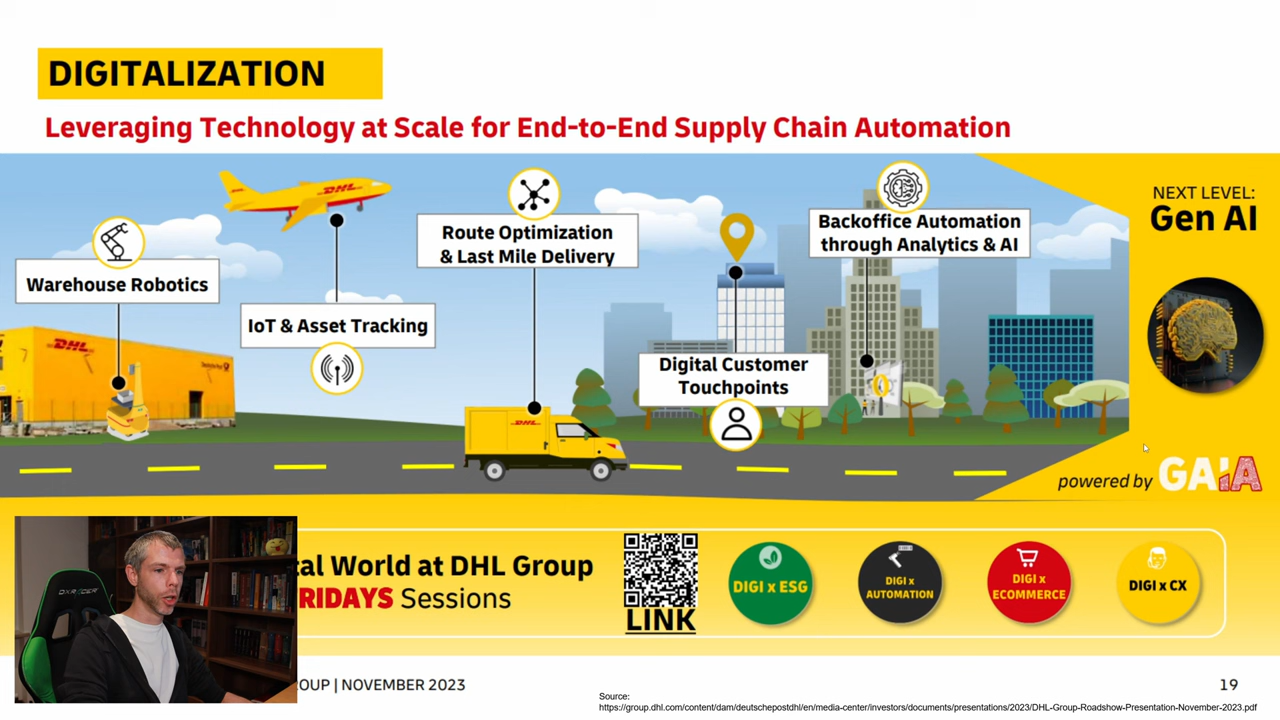 DIGITALIZATION
Leveraging Technology at Scale for End-to-End Supply Chain Automation
DHL
Route Optimization
& Last Mile Delivery
Backoffice Automation
through Analytics & AI
NEXT LEVEL:
Gen AI
Warehouse Robotics
IoT & Asset Tracking
DHL
Digital Customer
Touchpoints
DHL
powered by GAIA
al World at DHL Group
RIDAYS Sessions
LINK
DIGI x ESG
DIGI x
AUTOMATION
DIGI x
ECOMMERCE
DIGI x CX
DXRACER
OUP | NOVEMBER 2023
19
Source:
https://group.dhl.com/content/dam/deutschepostdhl/en/media-center/investors/documents/presentations/2023/DHL-Group-Roadshow-Presentation-November-2023.pdf